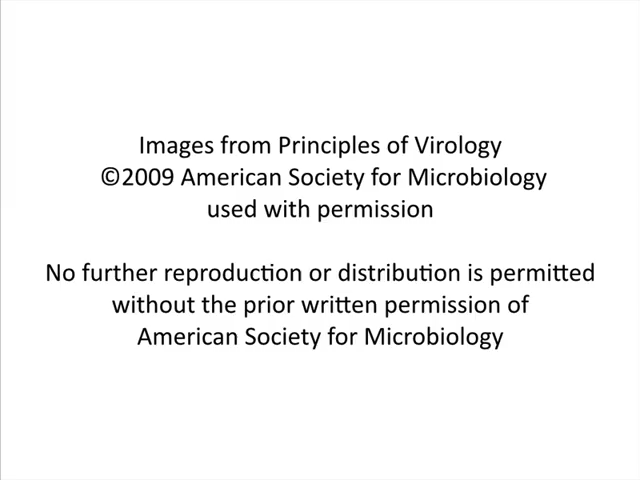 Images from Principles of Virology
©2009 American Society for Microbiology
used with permission
No further reproduction or distribution is permitted
without the prior written permission of
American Society for Microbiology